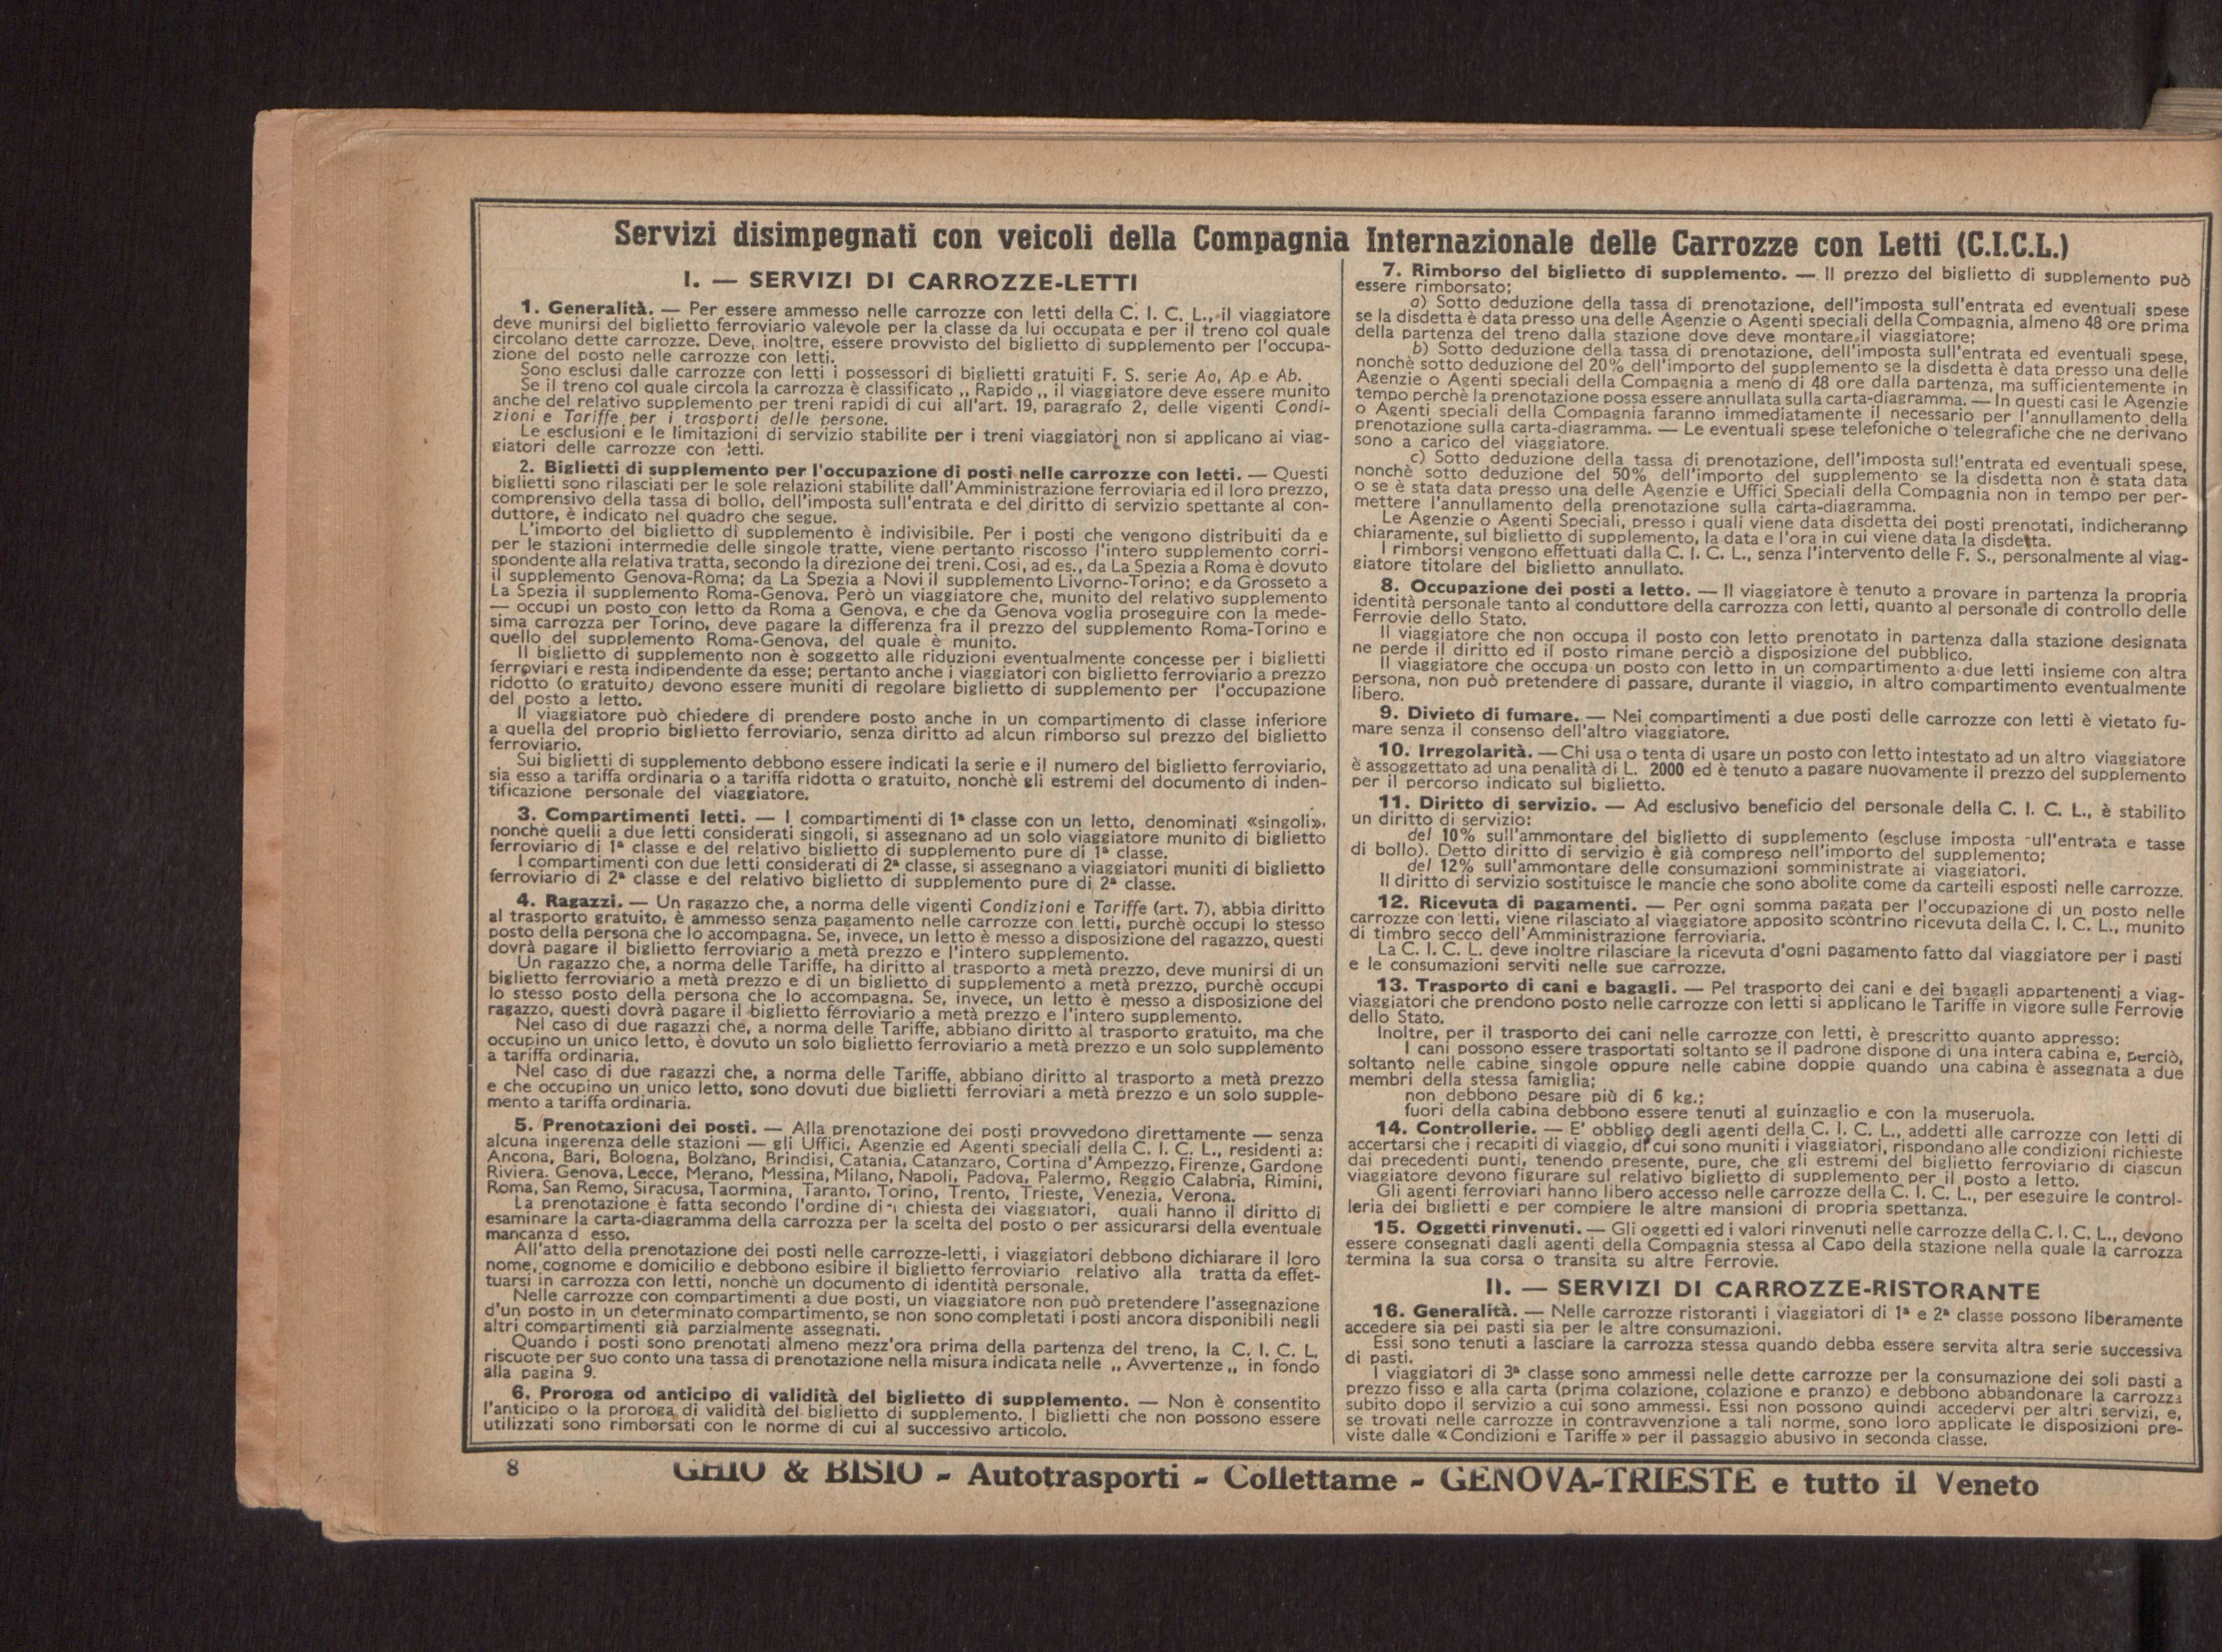 Servizi disimpegnati con veicoli della Compagnia Internazionale delle Carrozze con Letti (C.I.C.L.)
I. — SERVIZI DI CARROZZE-LETTI
1. Generalità. — Per essere ammesso nelle carrozze con letti della C. I. C. L., il viaggiatore
deve munirsi del biglietto ferroviario valevole per la classe da lui occupata e per il treno col quale
circolano dette carrozze. Deve, inoltre, essere provvisto del biglietto di supplemento per l'occupa-
zione del posto nelle carrozze con letti.
Sono esclusi dalle carrozze con letti i possessori di biglietti gratuiti F. S. serie Ao, Ap e Ab.
Se il treno col quale circola la carrozza è classificato „ Rapido „ il viaggiatore deve essere munito
anche del relativo supplemento per treni rapidi di cui all'art. 19, paragrafo 2, delle vigenti Condi-
zioni e Tariffe per i trasporti delle persone.
Le esclusioni e le limitazioni di servizio stabilite per i treni viaggiatori non si applicano ai viag-
giatori delle carrozze con letti.
2. Biglietti di supplemento per l'occupazione di posti nelle carrozze con letti. — Questi
biglietti sono rilasciati per le sole relazioni stabilite dall'Amministrazione ferroviaria ed il loro prezzo,
comprensivo della tassa di bollo, dell'imposta sull'entrata e del diritto di servizio spettante al con-
duttore, è indicato nel quadro che segue.
L'importo del biglietto di supplemento è indivisibile. Per i posti che vengono distribuiti da e
per le stazioni intermedie delle singole tratte, viene pertanto riscosso l'intero supplemento corri-
spondente alla relativa tratta, secondo la direzione dei treni. Così, ad es., da La Spezia a Roma è dovuto
il supplemento Genova-Roma; da La Spezia a Novi il supplemento Livorno-Torino; e da Grosseto a
La Spezia il supplemento Roma-Genova. Però un viaggiatore che, munito del relativo supplemento
— occupi un posto con letto da Roma a Genova, e che da Genova voglia proseguire con la mede-
sima carrozza per Torino, deve pagare la differenza fra il prezzo del supplemento Roma-Torino e
quello del supplemento Roma-Genova, del quale è munito.
Il biglietto di supplemento non è soggetto alle riduzioni eventualmente concesse per i biglietti
ferroviari e resta indipendente da esse; pertanto anche i viaggiatori con biglietto ferroviario a prezzo
ridotto (o gratuito) devono essere muniti di regolare biglietto di supplemento per l'occupazione
del posto a letto.
Il viaggiatore può chiedere di prendere posto anche in un compartimento di classe inferiore
a quella del proprio biglietto ferroviario, senza diritto ad alcun rimborso sul prezzo del biglietto
ferroviario.
Sui biglietti di supplemento debbono essere indicati la serie e il numero del biglietto ferroviario,
sia esso a tariffa ordinaria o a tariffa ridotta o gratuito, nonchè gli estremi del documento di inden-
tificazione personale del viaggiatore.
3. Compartimenti letti. — I compartimenti di 1ª classe con un letto, denominati «singoli»,
nonchè quelli a due letti considerati singoli, si assegnano ad un solo viaggiatore munito di biglietto
ferroviario di 1ª classe e del relativo biglietto di supplemento pure di 1ª classe.
I compartimenti con due letti considerati di 2ª classe, si assegnano a viaggiatori muniti di biglietto
ferroviario di 2ª classe e del relativo biglietto di supplemento pure di 2ª classe.
4. Ragazzi. — Un ragazzo che, a norma delle vigenti Condizioni e Tariffe (art. 7), abbia diritto
al trasporto gratuito, è ammesso senza pagamento nelle carrozze con letti, purchè occupi lo stesso
posto della persona che lo accompagna. Se, invece, un letto è messo a disposizione del ragazzo, questi
dovrà pagare il biglietto ferroviario a metà prezzo e l'intero supplemento.
Un ragazzo che, a norma delle Tariffe, ha diritto al trasporto a metà prezzo, deve munirsi di un
biglietto ferroviario a metà prezzo e di un biglietto di supplemento a metà prezzo, purchè occupi
lo stesso posto della persona che lo accompagna. Se, invece, un letto è messo a disposizione del
ragazzo, questi dovrà pagare il biglietto ferroviario a metà prezzo e l'intero supplemento.
Nel caso di due ragazzi che, a norma delle Tariffe, abbiano diritto al trasporto gratuito, ma che
occupino un unico letto, è dovuto un solo biglietto ferroviario a metà prezzo e un solo supplemento
a tariffa ordinaria.
Nel caso di due ragazzi che, a norma delle Tariffe, abbiano diritto al trasporto a metà prezzo
e che occupino un unico letto, sono dovuti due biglietti ferroviari a metà prezzo e un solo supple-
mento a tariffa ordinaria.
5. Prenotazioni dei posti. — Alla prenotazione dei posti provvedono direttamente — senza
alcuna ingerenza delle stazioni — gli Uffici, Agenzie ed Agenti speciali della C. I. C. L., residenti a:
Ancona, Bari, Bologna, Bolzano, Brindisi, Catania, Catanzaro, Cortina d'Ampezzo, Firenze, Gardone
Riviera. Genova, Lecce, Merano, Messina, Milano, Napoli, Padova, Palermo, Reggio Calabria, Rimini,
Roma, San Remo, Siracusa, Taormina, Taranto, Torino, Trento, Trieste, Venezia, Verona.
La prenotazione è fatta secondo l'ordine di chiesta dei viaggiatori, quali hanno il diritto di
esaminare la carta-diagramma della carrozza per la scelta del posto o per assicurarsi della eventuale
mancanza d esso.
All'atto della prenotazione dei posti nelle carrozze-letti, i viaggiatori debbono dichiarare il loro
nome, cognome e domicilio e debbono esibire il biglietto ferroviario relativo alla tratta da effet-
tuarsi in carrozza con letti, nonchè un documento di identità personale.
Nelle carrozze con compartimenti a due posti, un viaggiatore non può pretendere l'assegnazione
d'un posto in un determinato compartimento, se non sono completati i posti ancora disponibili negli
altri compartimenti già parzialmente assegnati.
Quando i posti sono prenotati almeno mezz'ora prima della partenza del treno, la C. I. C. L.
riscuote per suo conto una tassa di prenotazione nella misura indicata nelle „ Avvertenze „ in fondo
alla pagina 9.
6. Proroga od anticipo di validità del biglietto di supplemento. — Non è consentito
l'anticipo o la proroga di validità del biglietto di supplemento. I biglietti che non possono essere
utilizzati sono rimborsati con le norme di cui al successivo articolo.
7. Rimborso del biglietto di supplemento. — Il prezzo del biglietto di supplemento può
essere rimborsato:
a) Sotto deduzione della tassa di prenotazione, dell'imposta sull'entrata ed eventuali spese
se la disdetta è data presso una delle Agenzie o Agenti speciali della Compagnia, almeno 48 ore prima
della partenza del treno dalla stazione dove deve montare il viaggiatore;
b) Sotto deduzione della tassa di prenotazione, dell'imposta sull'entrata ed eventuali spese,
nonchè sotto deduzione del 20% dell'importo del supplemento se la disdetta è data presso una delle
Agenzie o Agenti speciali della Compagnia a meno di 48 ore dalla partenza, ma sufficientemente in
tempo perchè la prenotazione possa essere annullata sulla carta-diagramma. — In questi casi le Agenzie
o Agenti speciali della Compagnia faranno immediatamente il necessario per l'annullamento della
prenotazione sulla carta-diagramma. — Le eventuali spese telefoniche o telegrafiche che ne derivano
sono a carico del viaggiatore.
c) Sotto deduzione della tassa di prenotazione, dell'imposta sull'entrata ed eventuali spese,
nonchè sotto deduzione del 50% dell'importo del supplemento se la disdetta non è stata data
o se è stata data presso una delle Agenzie e Uffici Speciali della Compagnia non in tempo per per-
mettere l'annullamento della prenotazione sulla carta-diagramma.
Le Agenzie o Agenti Speciali, presso i quali viene data disdetta dei posti prenotati, indicheranno
chiaramente, sul biglietto di supplemento, la data e l'ora in cui viene data la disdetta.
I rimborsi vengono effettuati dalla C. I. C. L., senza l'intervento delle F. S., personalmente al viag-
giatore titolare del biglietto annullato.
8. Occupazione dei posti a letto. — Il viaggiatore è tenuto a provare in partenza la propria
identità personale tanto al conduttore della carrozza con letti, quanto al personale di controllo delle
Ferrovie dello Stato.
Il viaggiatore che non occupa il posto con letto prenotato in partenza dalla stazione designata
ne perde il diritto ed il posto rimane perciò a disposizione del pubblico.
Il viaggiatore che occupa un posto con letto in un compartimento a due letti insieme con altra
persona, non può pretendere di passare, durante il viaggio, in altro compartimento eventualmente
libero.
9. Divieto di fumare. — Nei compartimenti a due posti delle carrozze con letti è vietato fu-
mare senza il consenso dell'altro viaggiatore.
10. Irregolarità. — Chi usa o tenta di usare un posto con letto intestato ad un altro viaggiatore
è assoggettato ad una penalità di L. 2000 ed è tenuto a pagare nuovamente il prezzo del supplemento
per il percorso indicato sul biglietto.
11. Diritto di servizio. — Ad esclusivo beneficio del personale della C. I. C. L., è stabilito
un diritto di servizio:
del 10% sull'ammontare del biglietto di supplemento (escluse imposta ull'entrata e tasse
di bollo). Detto diritto di servizio è già compreso nell'importo del supplemento;
del 12% sull'ammontare delle consumazioni somministrate ai viaggiatori.
Il diritto di servizio sostituisce le mancie che sono abolite come da carteili esposti nelle carrozze.
12. Ricevuta di pagamenti. — Per ogni somma pagata per l'occupazione di un posto nelle
carrozze con letti, viene rilasciato al viaggiatore apposito scontrino ricevuta della C. I. C. L., munito
di timbro secco dell'Amministrazione ferroviaria.
La C. I. C. L. deve inoltre rilasciare la ricevuta d'ogni pagamento fatto dal viaggiatore per i pasti
e le consumazioni serviti nelle sue carrozze.
13. Trasporto di cani e bagagli. — Pel trasporto dei cani e dei bagagli appartenenti a viag-
viaggiatori che prendono posto nelle carrozze con letti si applicano le Tariffe in vigore sulle Ferrovie
dello Stato.
Inoltre, per il trasporto dei cani nelle carrozze con letti, è prescritto quanto appresso:
I cani possono essere trasportati soltanto se il padrone dispone di una intera cabina e, perciò,
soltanto nelle cabine singole oppure nelle cabine doppie quando una cabina è assegnata a due
membri della stessa famiglia;
non debbono pesare più di 6 kg.;
fuori della cabina debbono essere tenuti al guinzaglio e con la museruola.
14. Controllerie. — E' obbligo degli agenti della C. I. C. L., addetti alle carrozze con letti di
accertarsi che i recapiti di viaggio, di cui sono muniti i viaggiatori, rispondano alle condizioni richieste
dai precedenti punti, tenendo presente, pure, che gli estremi del biglietto ferroviario di ciascun
viaggiatore devono figurare sul relativo biglietto di supplemento per il posto a letto.
Gli agenti ferroviari hanno libero accesso nelle carrozze della C. I. C. L., per eseguire le control-
leria dei biglietti e per compiere le altre mansioni di propria spettanza.
15. Oggetti rinvenuti. — Gli oggetti ed i valori rinvenuti nelle carrozze della C. I. C. L., devono
essere consegnati dagli agenti della Compagnia stessa al Capo della stazione nella quale la carrozza
termina la sua corsa o transita su altre Ferrovie.
II. — SERVIZI DI CARROZZE-RISTORANTE
16. Generalità. — Nelle carrozze ristoranti i viaggiatori di 1ª e 2ª classe possono liberamente
accedere sia pei pasti sia per le altre consumazioni.
Essi sono tenuti a lasciare la carrozza stessa quando debba essere servita altra serie successiva
di pasti.
I viaggiatori di 3ª classe sono ammessi nelle dette carrozze per la consumazione dei soli pasti a
prezzo fisso e alla carta (prima colazione, colazione e pranzo) e debbono abbandonare la carrozza
subito dopo il servizio a cui sono ammessi. Essi non possono quindi accedervi per altri servizi, e,
se trovati nelle carrozze in contravvenzione a tali norme, sono loro applicate le disposizioni pre-
viste dalle « Condizioni e Tariffe » per il passaggio abusivo in seconda classe.
8
GHIO & BISIO - Autotrasporti - Collettame - GENOVA-TRIESTE e tutto il Veneto